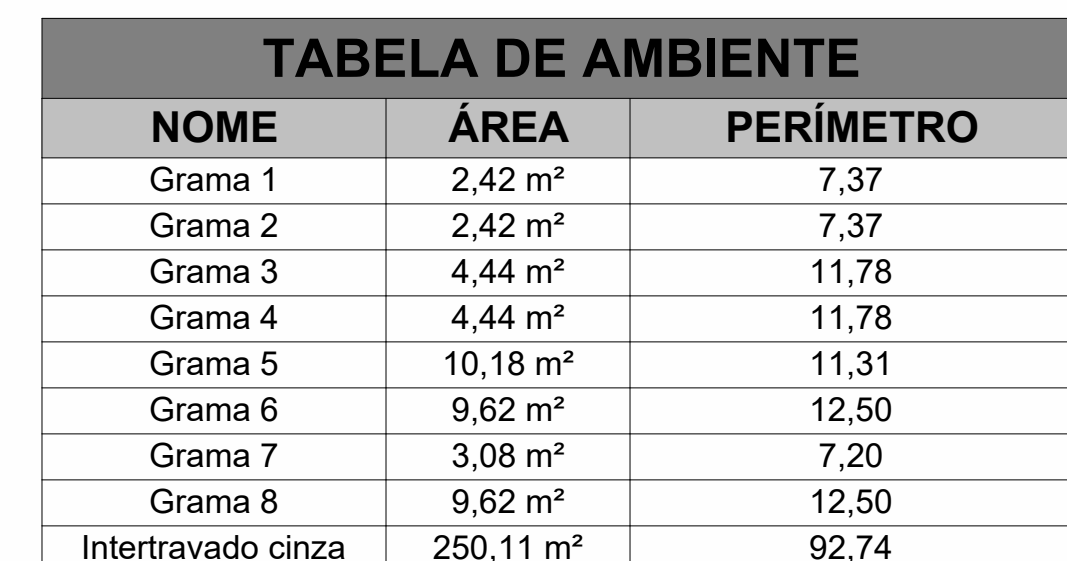 TABELA DE AMBIENTE
NOME ÁREA PERÍMETRO
Grama 1 2,42 m² 7,37
Grama 2 2,42 m² 7,37
Grama 3 4,44 m² 11,78
Grama 4 4,44 m² 11,78
Grama 5 10,18 m² 11,31
Grama 6 9,62 m² 12,50
Grama 7 3,08 m² 7,20
Grama 8 9,62 m² 12,50
Intertravado cinza 250,11 m² 92,74